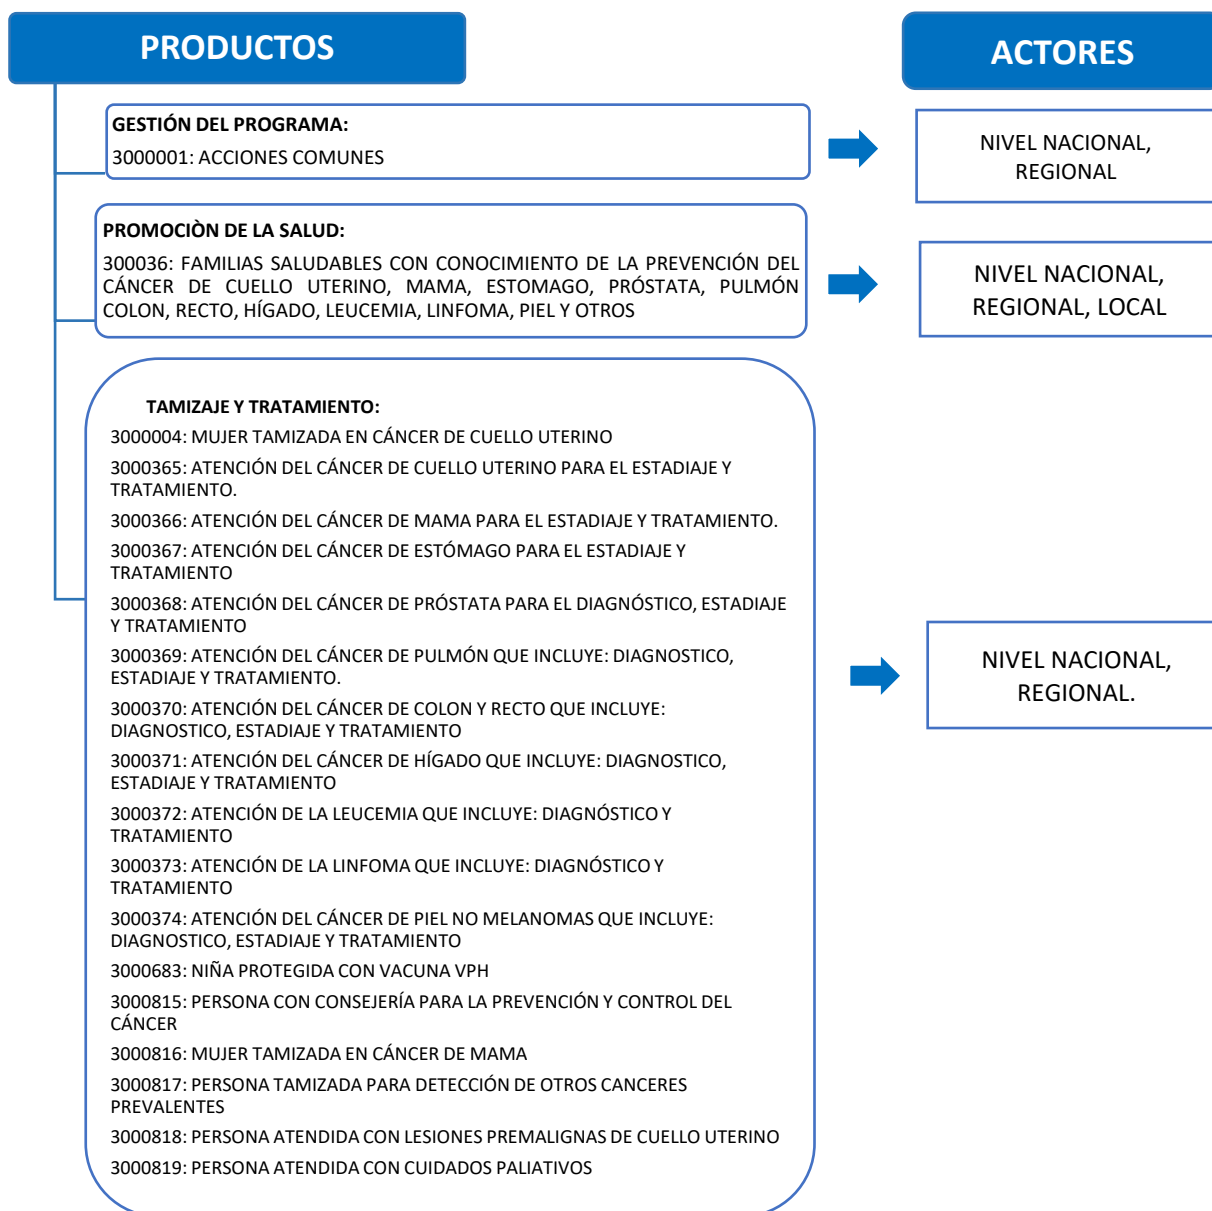 PRODUCTOS
ACTORES
GESTIÓN DEL PROGRAMA:
3000001: ACCIONES COMUNES
NIVEL NACIONAL,
REGIONAL
PROMOCIÒN DE LA SALUD:
300036: FAMILIAS SALUDABLES CON CONOCIMIENTO DE LA PREVENCIÓN DEL
CÁNCER DE CUELLO UTERINO, MAMA, ESTOMAGO, PRÓSTATA, PULMÓN
COLON, RECTO, HÍGADO, LEUCEMIA, LINFOMA, PIEL Y OTROS
NIVEL NACIONAL,
REGIONAL, LOCAL
TAMIZAJE Y TRATAMIENTO:
3000004: MUJER TAMIZADA EN CÁNCER DE CUELLO UTERINO
3000365: ATENCIÓN DEL CÁNCER DE CUELLO UTERINO PARA EL ESTADIAJE Y
TRATAMIENTO.
3000366: ATENCIÓN DEL CÁNCER DE MAMA PARA EL ESTADIAJE Y TRATAMIENTO.
3000367: ATENCIÓN DEL CÁNCER DE ESTÓMAGO PARA EL ESTADIAJE Y
TRATAMIENTO
3000368: ATENCIÓN DEL CÁNCER DE PRÓSTATA PARA EL DIAGNÓSTICO, ESTADIAJE
Y TRATAMIENTO
3000369: ATENCIÓN DEL CÁNCER DE PULMÓN QUE INCLUYE: DIAGNOSTICO,
ESTADIAJE Y TRATAMIENTO.
3000370: ATENCIÓN DEL CÁNCER DE COLON Y RECTO QUE INCLUYE:
DIAGNOSTICO, ESTADIAJE Y TRATAMIENTO
3000371: ATENCIÓN DEL CÁNCER DE HÍGADO QUE INCLUYE: DIAGNOSTICO,
ESTADIAJE Y TRATAMIENTO
3000372: ATENCIÓN DE LA LEUCEMIA QUE INCLUYE: DIAGNÓSTICO Y
TRATAMIENTO
3000373: ATENCIÓN DE LA LINFOMA QUE INCLUYE: DIAGNÓSTICO Y
TRATAMIENTO
3000374: ATENCIÓN DEL CÁNCER DE PIEL NO MELANOMAS QUE INCLUYE:
DIAGNOSTICO, ESTADIAJE Y TRATAMIENTO
3000683: NIÑA PROTEGIDA CON VACUNA VPH
3000815: PERSONA CON CONSEJERÍA PARA LA PREVENCIÓN Y CONTROL DEL
CÁNCER
3000816: MUJER TAMIZADA EN CÁNCER DE MAMA
3000817: PERSONA TAMIZADA PARA DETECCIÓN DE OTROS CANCERES
PREVALENTES
3000818: PERSONA ATENDIDA CON LESIONES PREMALIGNAS DE CUELLO UTERINO
3000819: PERSONA ATENDIDA CON CUIDADOS PALIATIVOS
NIVEL NACIONAL,
REGIONAL.